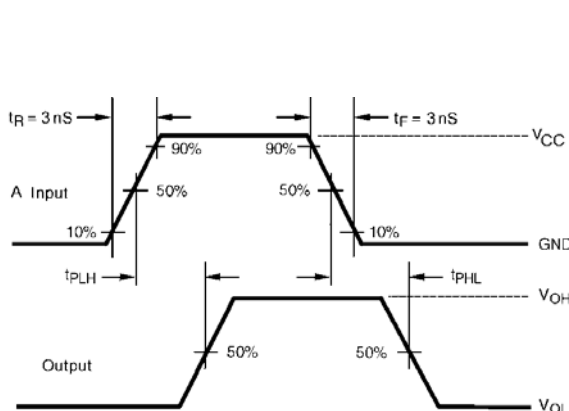 tR = 3 nS
tF = 3 nS
VCC
90%
90%
A Input
50%
50%
10%
10%
GND
tPLH
tPHL
VOH
Output
50%
50%
VOL